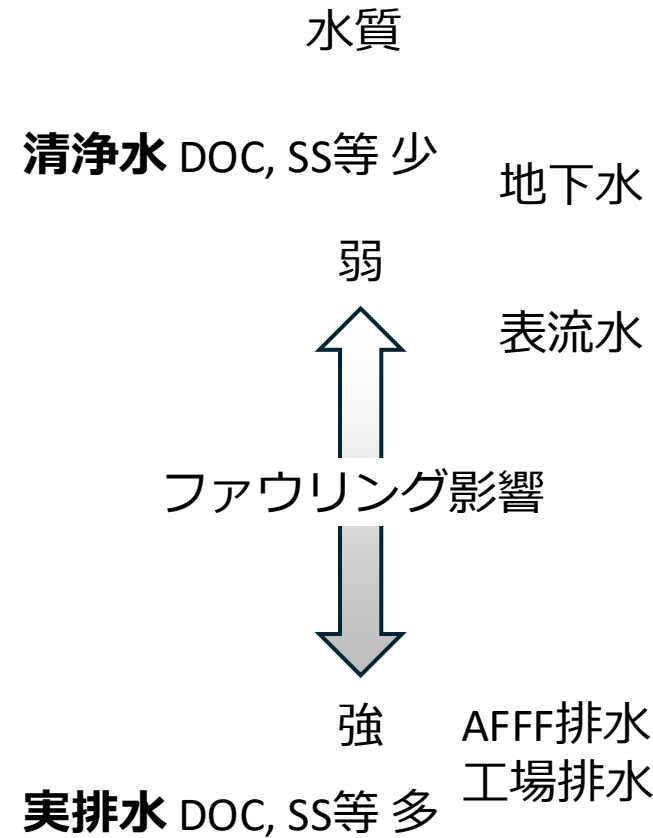 水質
清浄水 DOC, SS等 少
地下水
弱
表流水
ファウリング影響
強
AFFF排水
工場排水
実排水 DOC, SS等 多